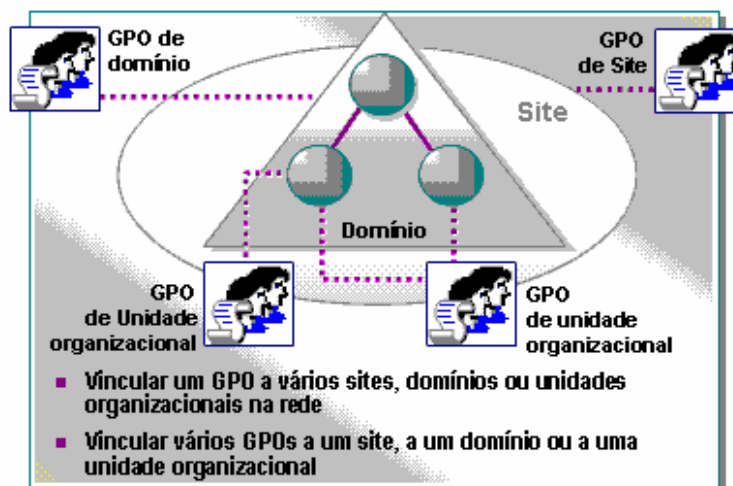 GPO de
domínio
GPO
de Site
Site
Domínio
GPO
de Unidade
organizacional
GPO
de unidade
organizacional
Vincular um GPO a vários sites, domínios ou unidades
organizacionais na rede
Vincular vários GPOs a um site, a um domínio ou a uma
unidade organizacional